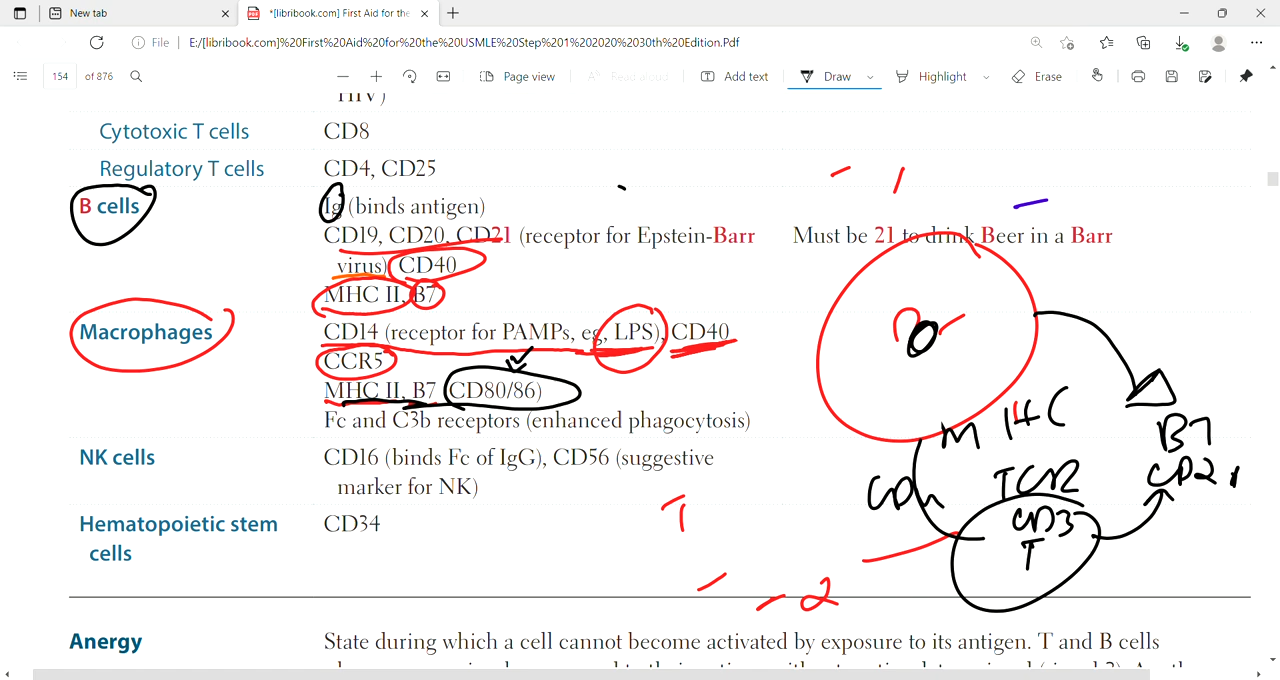 New tab
*[libribook.com] First Aid for the
File
E:/[libribook.com]%20First%20Aid%20for%20the%20USMLE%20Step%201%202020%2030th%20Edition.Pdf
154 of 876
Page view
Read aloud
Add text
Draw
Highlight
Erase
HIV)
Cytotoxic T cells CD8
Regulatory T cells CD4, CD25
B cells Ig (binds antigen)
CD19, CD20, CD21 (receptor for Epstein-Barr Must be 21 to drink Beer in a Barr
virus), CD40
MHC II, B7
Macrophages CD14 (receptor for PAMPs, eg, LPS), CD40
CCR5
MHC II, B7 (CD80/86)
Fc and C3b receptors (enhanced phagocytosis)
MHC
B7
NK cells CD16 (binds Fc of IgG), CD56 (suggestive
marker for NK)
TCR
Hematopoietic stem CD34
cells
CD3
T
T
2
Anergy State during which a cell cannot become activated by exposure to its antigen. T and B cells